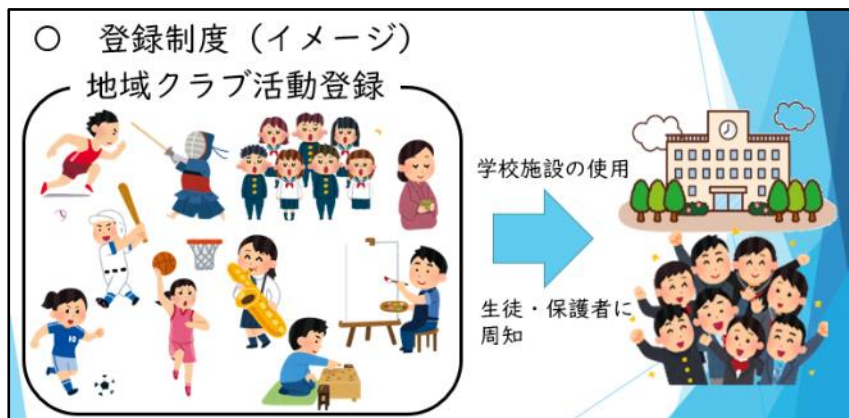 ○ 登録制度（イメージ）
地域クラブ活動登録
学校施設の使用
生徒・保護者に
周知